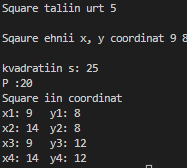 Square taliin urt 5
Sqaure ehnii x, y coordinat 9 8
kvadratiin s: 25
P :20
Square iin coordinat
x1: 9 y1: 8
x2: 14 y2: 8
x3: 9 y3: 12
x4: 14 y4: 12